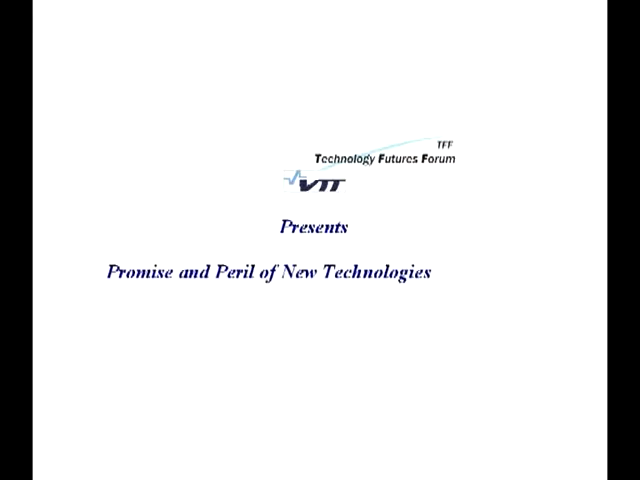 TFF
Technology Futures Forum
VTT
Presents
Promise and Peril of New Technologies